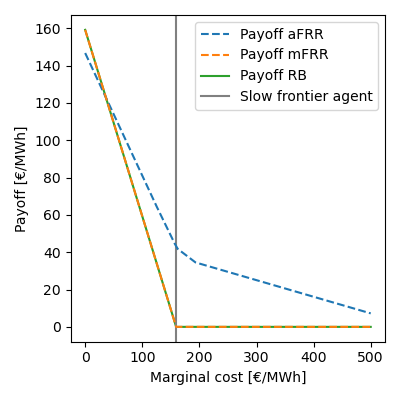 160
140
120
100
80
60
40
20
0
Payoff [€/MWh]
Payoff aFRR
Payoff mFRR
Payoff RB
Slow frontier agent
0 100 200 300 400 500
Marginal cost [€/MWh]